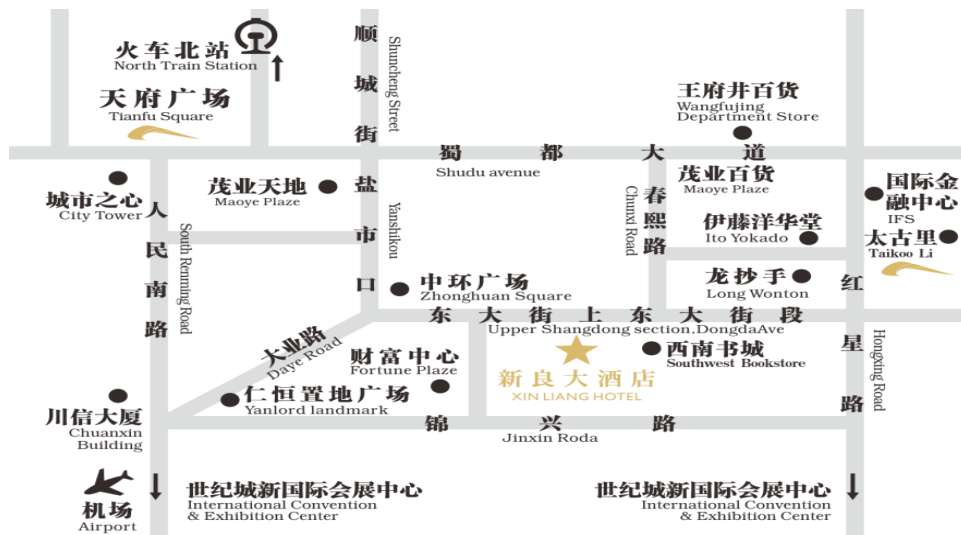 火车北站
North Train Station
天府广场
Tianfu Square
顺城街
Shuncheng Street
王府井百货
Wangfujing
Department Store
蜀都大道
Shudu avenue
城市之心
City Tower
茂业天地
Maoye Plaze
盐市口
Yanshikou
茂业百货
Maoye Plaza
春熙路
Chunxi Road
国际金
融中心
IFS
伊藤洋华堂
Ito Yokado
太古里
Taikoo Li
人民南路
South Renming Road
中环广场
Zhonghuan Square
龙抄手
Long Wonton
红星路
Hongxing Road
东大街上东大街段
Upper Shangdong section,DongdaAve
大业路
Daye Road
财富中心
Fortune Plaze
西南书城
Southwest Bookstore
新良大酒店
XIN LIANG HOTEL
仁恒置地广场
Yanlord landmark
川信大厦
Chuanxin
Building
锦兴路
Jinxin Roda
机场
Airport
世纪城新国际会展中心
International Convention
& Exhibition Center
世纪城新国际会展中心
International Convention
& Exhibition Center